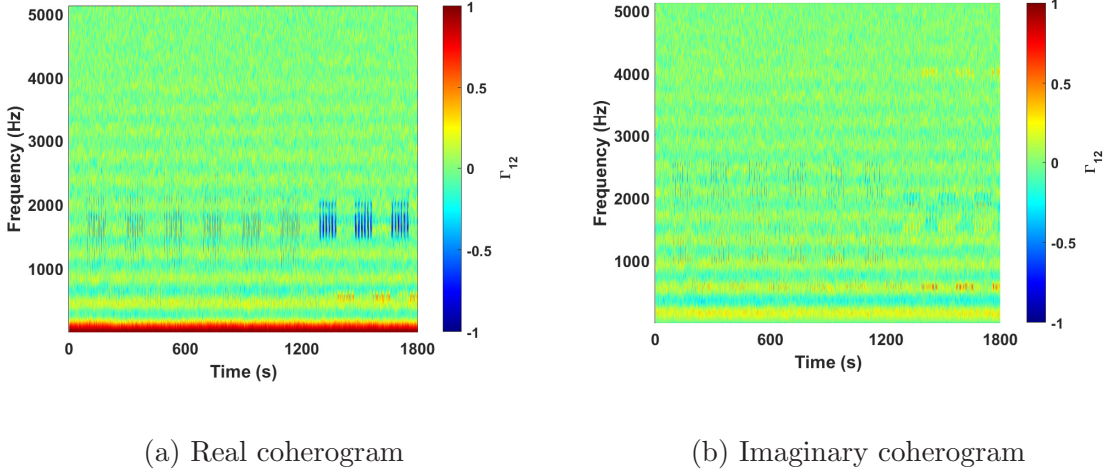 5000
4000
3000
2000
1000
Frequency (Hz)
0 600 1200 1800
Time (s)
1
0.5
0
-0.5
-1
Γ12
(a) Real coherogram
5000
4000
3000
2000
1000
Frequency (Hz)
0 600 1200 1800
Time (s)
1
0.5
0
-0.5
-1
Γ12
(b) Imaginary coherogram